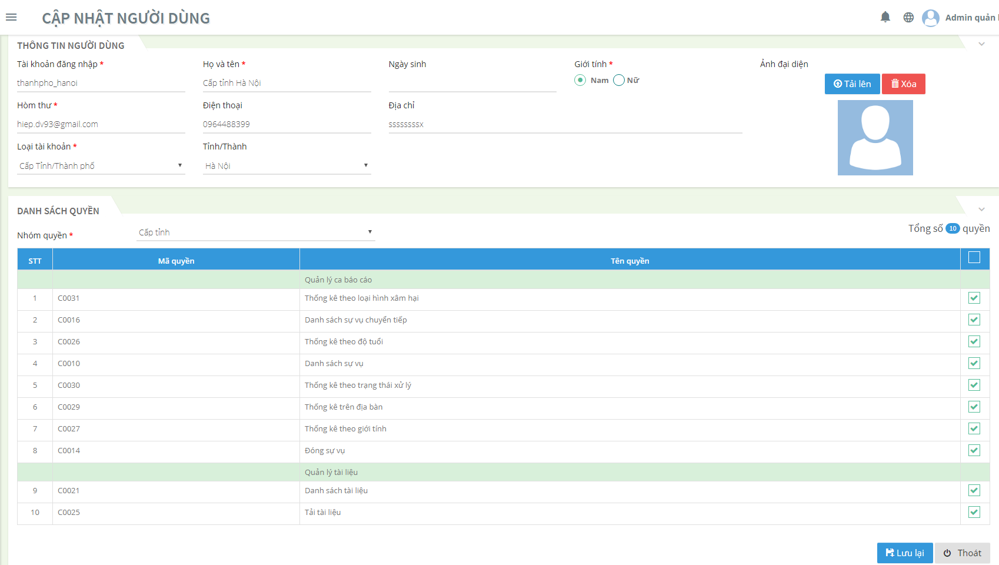 CẬP NHẬT NGƯỜI DÙNG
Admin quản
THÔNG TIN NGƯỜI DÙNG
Tài khoản đăng nhập *
Họ và tên *
Ngày sinh
Giới tính *
Ảnh đại diện
thanhpho_hanoi
Cấp tỉnh Hà Nội
Nam
Nữ
Tải lên
Xóa
Hòm thư *
Điện thoại
Địa chỉ
hiep.dv93@gmail.com
0964488399
ssssssssx
Loại tài khoản *
Tỉnh/Thành
Cấp Tỉnh/Thành phố
Hà Nội
DANH SÁCH QUYỀN
Nhóm quyền *
Cấp tỉnh
Tổng số 10 quyền
STT Mã quyền Tên quyền
Quản lý ca báo cáo
1 C0031 Thống kê theo loại hình xâm hại
2 C0016 Danh sách sự vụ chuyển tiếp
3 C0026 Thống kê theo độ tuổi
4 C0010 Danh sách sự vụ
5 C0030 Thống kê theo trạng thái xử lý
6 C0029 Thống kê trên địa bàn
7 C0027 Thống kê theo giới tính
8 C0014 Đóng sự vụ
Quản lý tài liệu
9 C0021 Danh sách tài liệu
10 C0025 Tải tài liệu
Lưu lại
Thoát